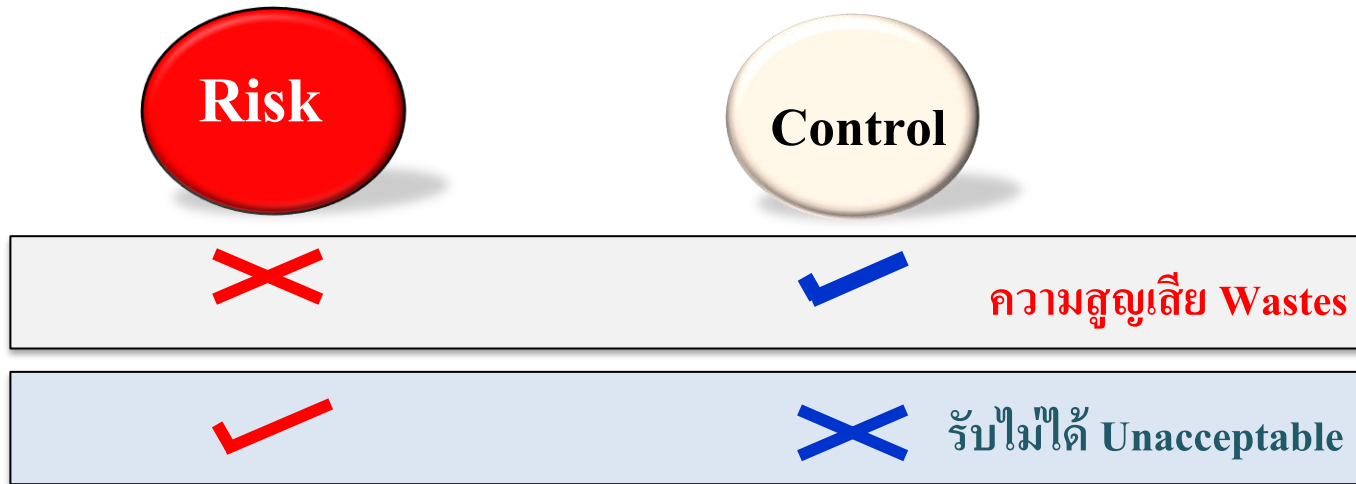 Risk
Control
ความสูญเสีย Wastes
รับไม่ได้ Unacceptable